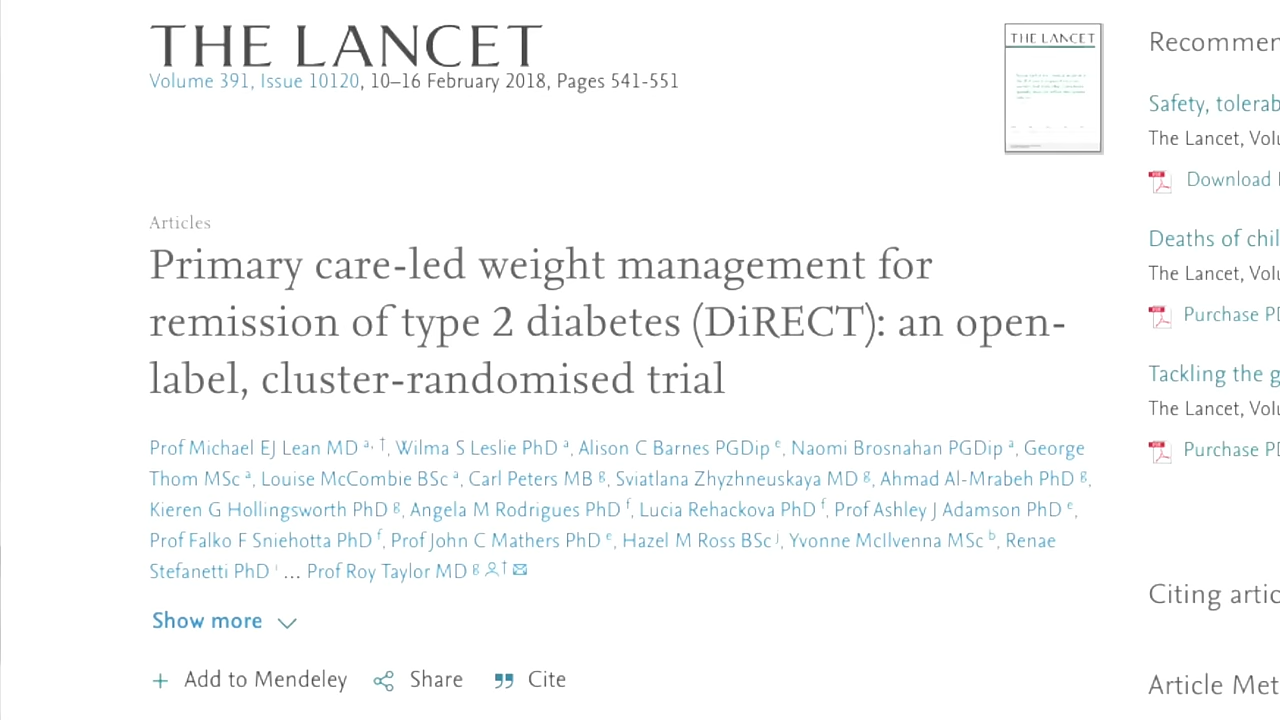 THE LANCET
Volume 391, Issue 10120, 10–16 February 2018, Pages 541-551
THE LANCET
Articles
Primary care-led weight management for
remission of type 2 diabetes (DiRECT): an open-
label, cluster-randomised trial
Prof Michael EJ Lean MD a, †, Wilma S Leslie PhD a, Alison C Barnes PGDip e, Naomi Brosnahan PGDip a, George
Thom MSc a, Louise McCombie BSc a, Carl Peters MB g, Sviatlana Zhyzhneuskaya MD g, Ahmad Al-Mrabeh PhD g,
Kieren G Hollingsworth PhD g, Angela M Rodrigues PhD f, Lucia Rehackova PhD f, Prof Ashley J Adamson PhD e,
Prof Falko F Sniehotta PhD f, Prof John C Mathers PhD e, Hazel M Ross BSc j, Yvonne McIlvenna MSc b, Renae
Stefanetti PhD i ... Prof Roy Taylor MD g †
Show more
Add to Mendeley
Share
Cite
Recommen
Safety, tolerab
The Lancet, Volu
Download
Deaths of chil
The Lancet, Volu
Purchase PD
Tackling the g
The Lancet, Volu
Purchase PD
Citing artic
Article Met